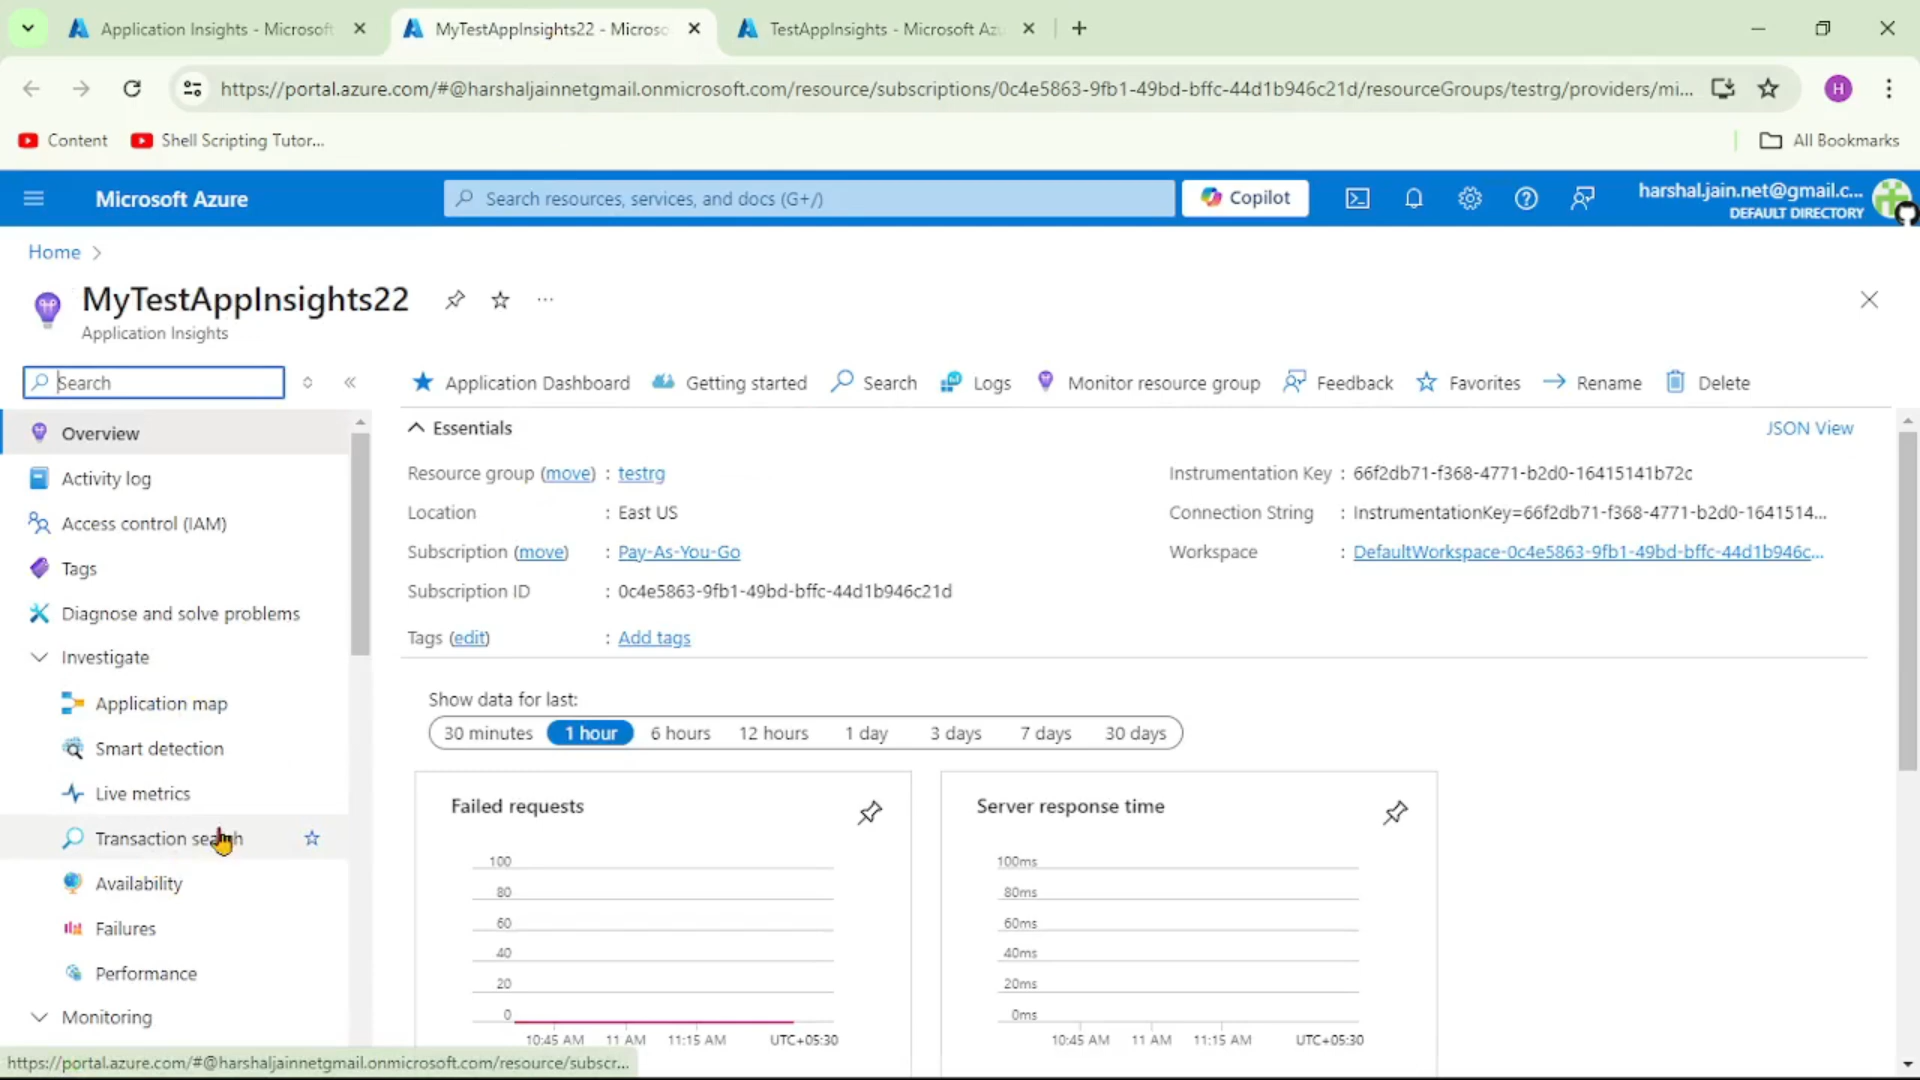 Application Insights - Microsoft
MyTestAppInsights22 - Microso
TestAppInsights - Microsoft Azu
https://portal.azure.com/#@harshaljainnetgmail.onmicrosoft.com/resource/subscriptions/0c4e5863-9fb1-49bd-bffc-44d1b946c21d/resourceGroups/testrg/providers/mi...
H
Content
Shell Scripting Tutor...
All Bookmarks
Microsoft Azure
Search resources, services, and docs (G+/)
Copilot
harshal.jain.net@gmail.c...
DEFAULT DIRECTORY
Home
MyTestAppInsights22
Application Insights
Search
Overview
Activity log
Access control (IAM)
Tags
Diagnose and solve problems
Investigate
Application map
Smart detection
Live metrics
Transaction search
Availability
Failures
Performance
Monitoring
Application Dashboard
Getting started
Search
Logs
Monitor resource group
Feedback
Favorites
Rename
Delete
Essentials
JSON View
Resource group (move) : testrg
Location : East US
Subscription (move) : Pay-As-You-Go
Subscription ID : 0c4e5863-9fb1-49bd-bffc-44d1b946c21d
Tags (edit) : Add tags
Instrumentation Key : 66f2db71-f368-4771-b2d0-16415141b72c
Connection String : InstrumentationKey=66f2db71-f368-4771-b2d0-1641514...
Workspace : DefaultWorkspace-0c4e5863-9fb1-49bd-bffc-44d1b946c...
Show data for last:
30 minutes
1 hour
6 hours
12 hours
1 day
3 days
7 days
30 days
Failed requests
100
80
60
40
20
0
10:45 AM
11 AM
11:15 AM
UTC+05:30
Server response time
100ms
80ms
60ms
40ms
20ms
0ms
10:45 AM
11 AM
11:15 AM
UTC+05:30
https://portal.azure.com/#@harshaljainnetgmail.onmicrosoft.com/resource/subscr...